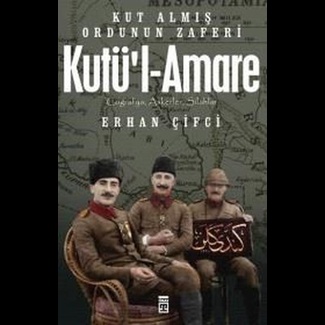 MESOPOTAMIA
KUT ALMIŞ
ORDUNUN ZAFERİ
Kutü'l-Amare
Coğrafya, Askerler, Silahlar
ERHAN ÇİFCİ